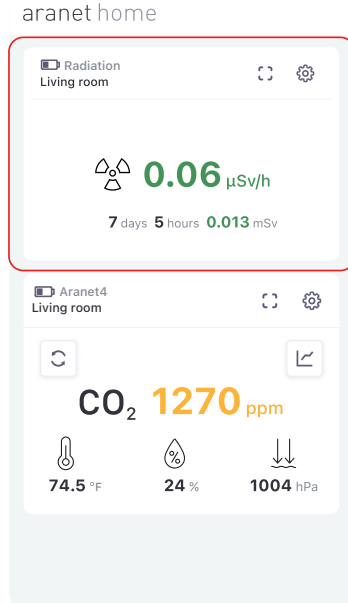 aranet home
Radiation
Living room
0.06 µSv/h
7 days 5 hours 0.013 mSv
Aranet4
Living room
CO₂ 1270 ppm
%
74.5 °F 24 % 1004 hPa